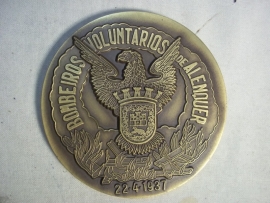 BOMBEIROS VOLUNTARIOS DE ALENQUER
22·4·1937